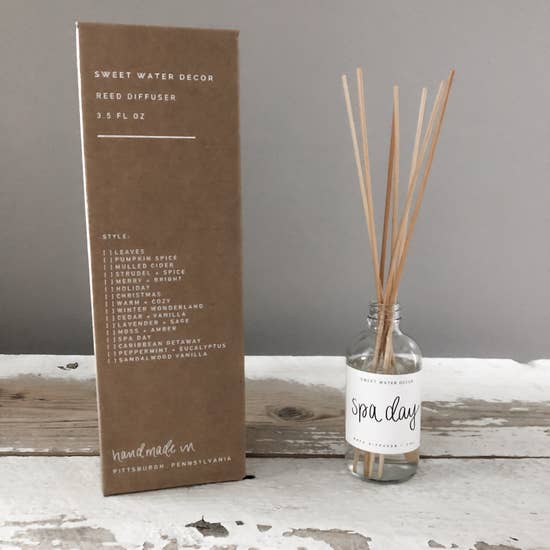 SWEET WATER DECOR
REED DIFFUSER
3.5 FL OZ
STYLE:
[ ] LEAVES
[ ] PUMPKIN SPICE
[ ] MULLED CIDER
[ ] STRUDEL + SPICE
[ ] MERRY + BRIGHT
[ ] HOLIDAY
[ ] CHRISTMAS
[ ] WARM + COZY
[ ] WINTER WONDERLAND
[ ] CEDAR + VANILLA
[ ] LAVENDER + SAGE
[ ] MOSS + AMBER
[ ] SPA DAY
[ ] CARIBBEAN GETAWAY
[ ] PEPPERMINT + EUCALYPTUS
[ ] SANDALWOOD VANILLA
handmade in
PITTSBURGH, PENNSYLVANIA
SWEET WATER DECOR
spa day
REED DIFFUSER